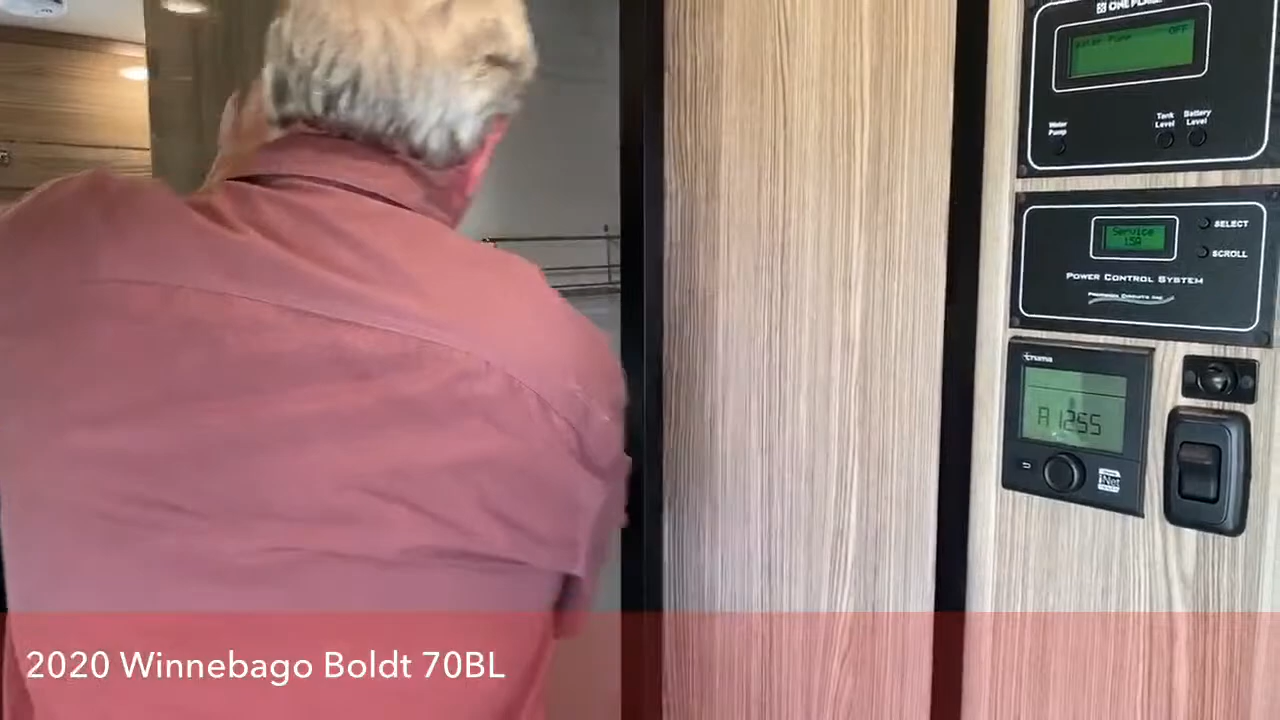 Water Pump OFF
Water
Pump
Tank
Level
Battery
Level
Service
15A
SELECT
SCROLL
POWER CONTROL SYSTEM
truma
A 1255
iNet
2020 Winnebago Boldt 70BL